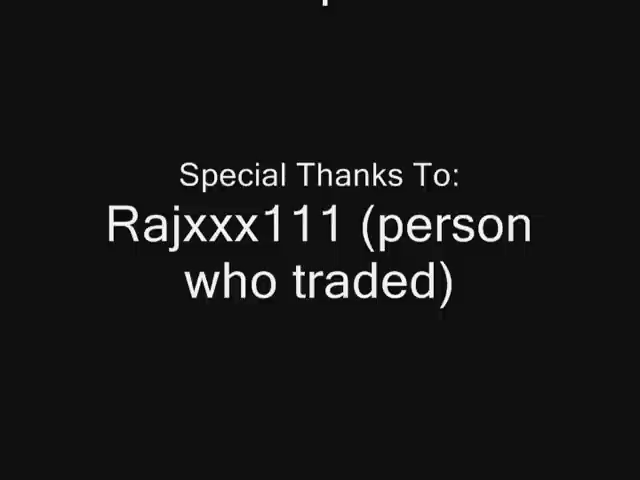 Special Thanks To:
Rajxxx111 (person
who traded)